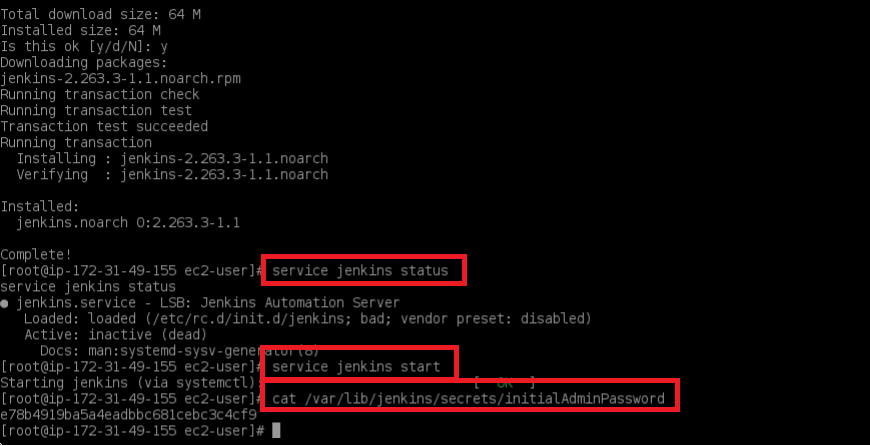 Total download size: 64 M
Installed size: 64 M
Is this ok [y/d/N]: y
Downloading packages:
jenkins-2.263.3-1.1.noarch.rpm
Running transaction check
Running transaction test
Transaction test succeeded
Running transaction
  Installing : jenkins-2.263.3-1.1.noarch
  Verifying  : jenkins-2.263.3-1.1.noarch

Installed:
  jenkins.noarch 0:2.263.3-1.1

Complete!
[root@ip-172-31-49-155 ec2-user]# service jenkins status
service jenkins status
● jenkins.service - LSB: Jenkins Automation Server
   Loaded: loaded (/etc/rc.d/init.d/jenkins; bad; vendor preset: disabled)
   Active: inactive (dead)
     Docs: man:systemd-sysv-generator(8)
[root@ip-172-31-49-155 ec2-user]# service jenkins start
Starting jenkins (via systemctl): [ OK ]
[root@ip-172-31-49-155 ec2-user]# cat /var/lib/jenkins/secrets/initialAdminPassword
e78b4919ba5a4eadbbc681cebc3c4cf9
[root@ip-172-31-49-155 ec2-user]#